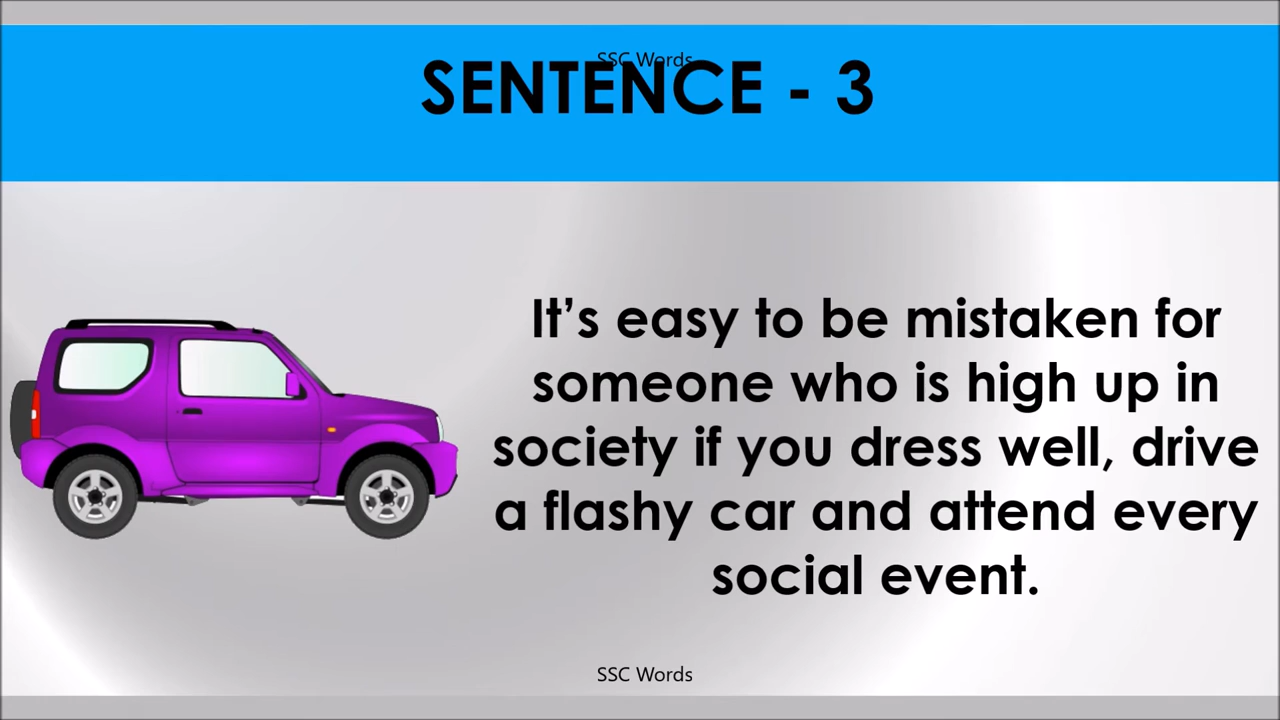 SSC Words
SENTENCE - 3
It’s easy to be mistaken for
someone who is high up in
society if you dress well, drive
a flashy car and attend every
social event.
SSC Words